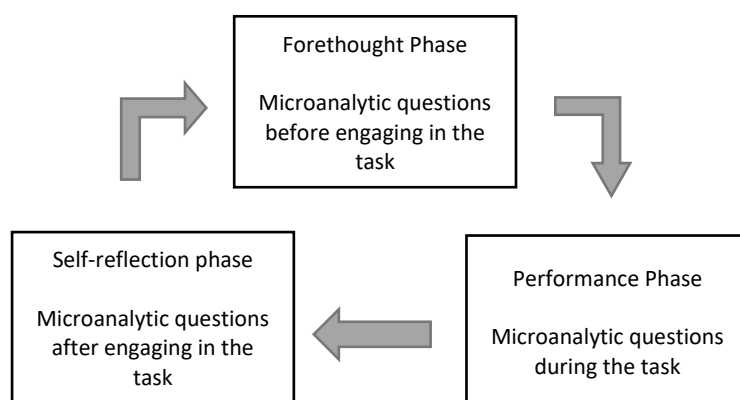 Forethought Phase
Microanalytic questions
before engaging in the
task
Self-reflection phase
Microanalytic questions
after engaging in the
task
Performance Phase
Microanalytic questions
during the task